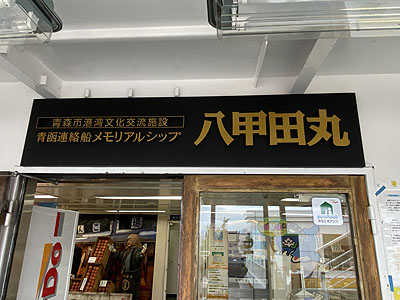 青森市港湾文化交流施設
青函連絡船メモリアルシップ
八甲田丸
Do